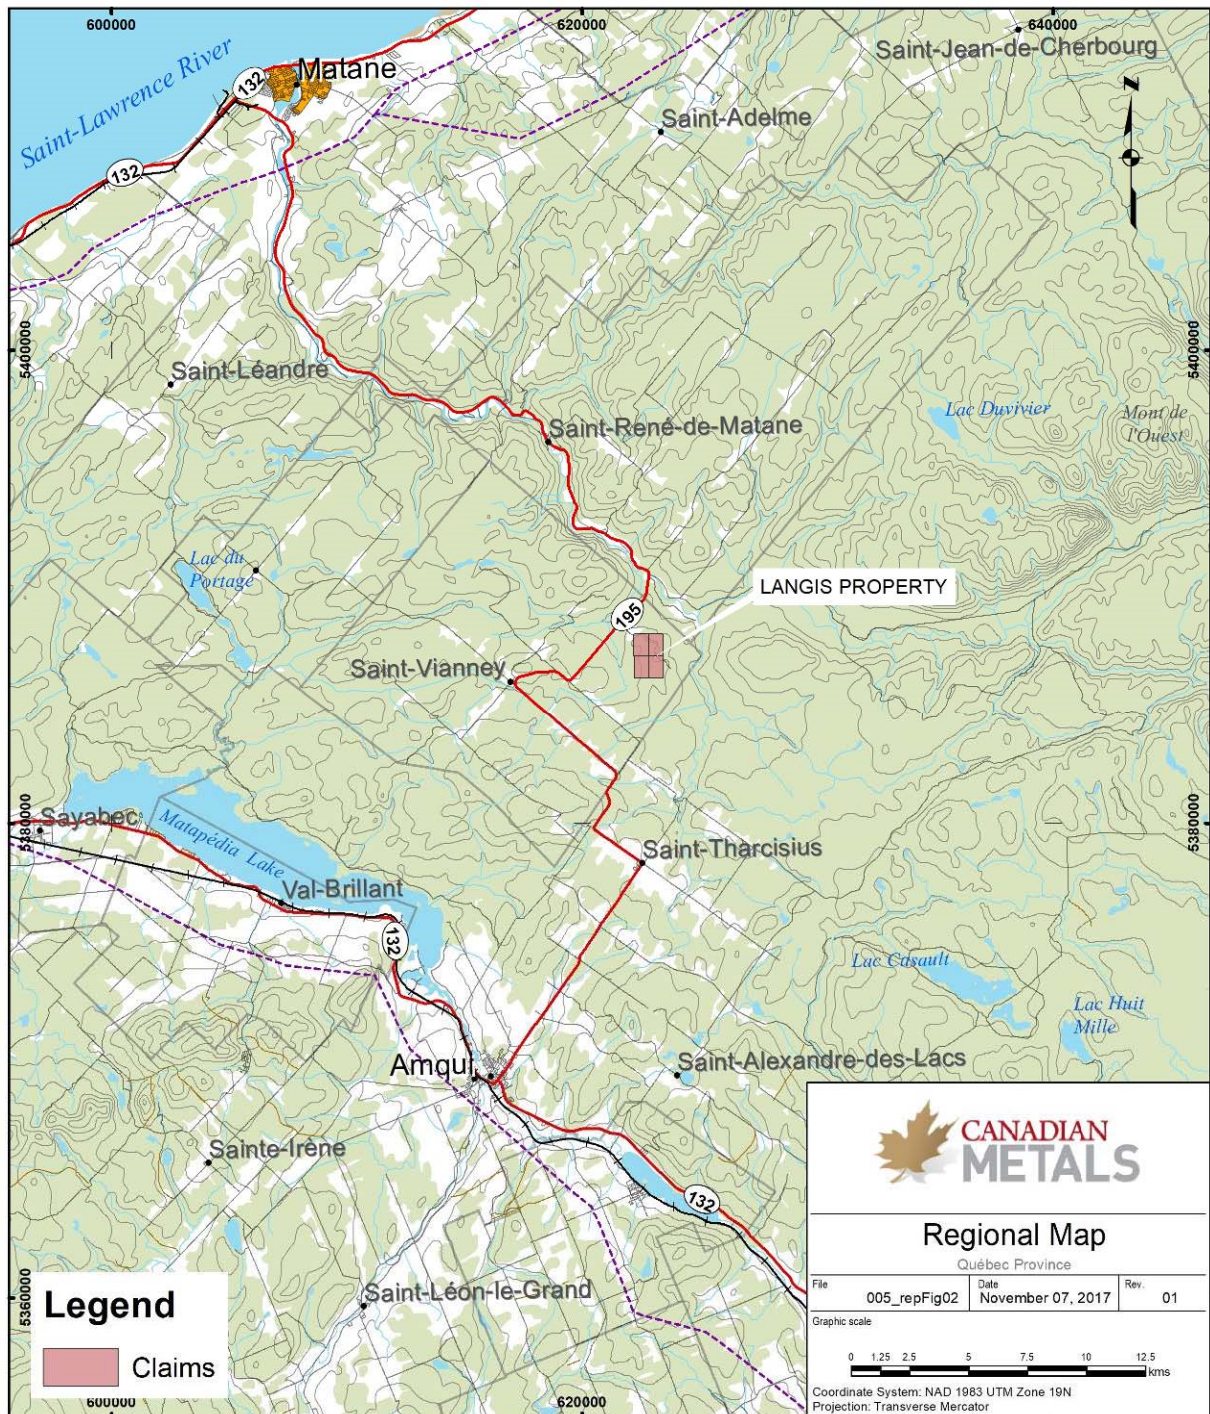 600000
620000
640000
Saint-Jean-de-Cherbourg
Saint-Lawrence River
132
Matane
N
Saint-Adelme
132
5400000
5400000
Saint-Léandre
Lac Duvivier
Mont de
l'Ouest
Saint-René-de-Matane
Lac du
Portage
LANGIS PROPERTY
195
Saint-Vianney
5380000
5380000
Sayabec
Matapédia Lake
Saint-Tharcisius
Val-Brillant
132
Lac Casault
Lac Huit
Mille
Amqui
Saint-Alexandre-des-Lacs
Sainte-Irène
132
Saint-Léon-le-Grand
5360000
Legend
Claims
600000
620000
CANADIAN
METALS
Regional Map
Québec Province
File
005_repFig02
Date
November 07, 2017
Rev.
01
Graphic scale
0 1.25 2.5 5 7.5 10 12.5
kms
Coordinate System: NAD 1983 UTM Zone 19N
Projection: Transverse Mercator